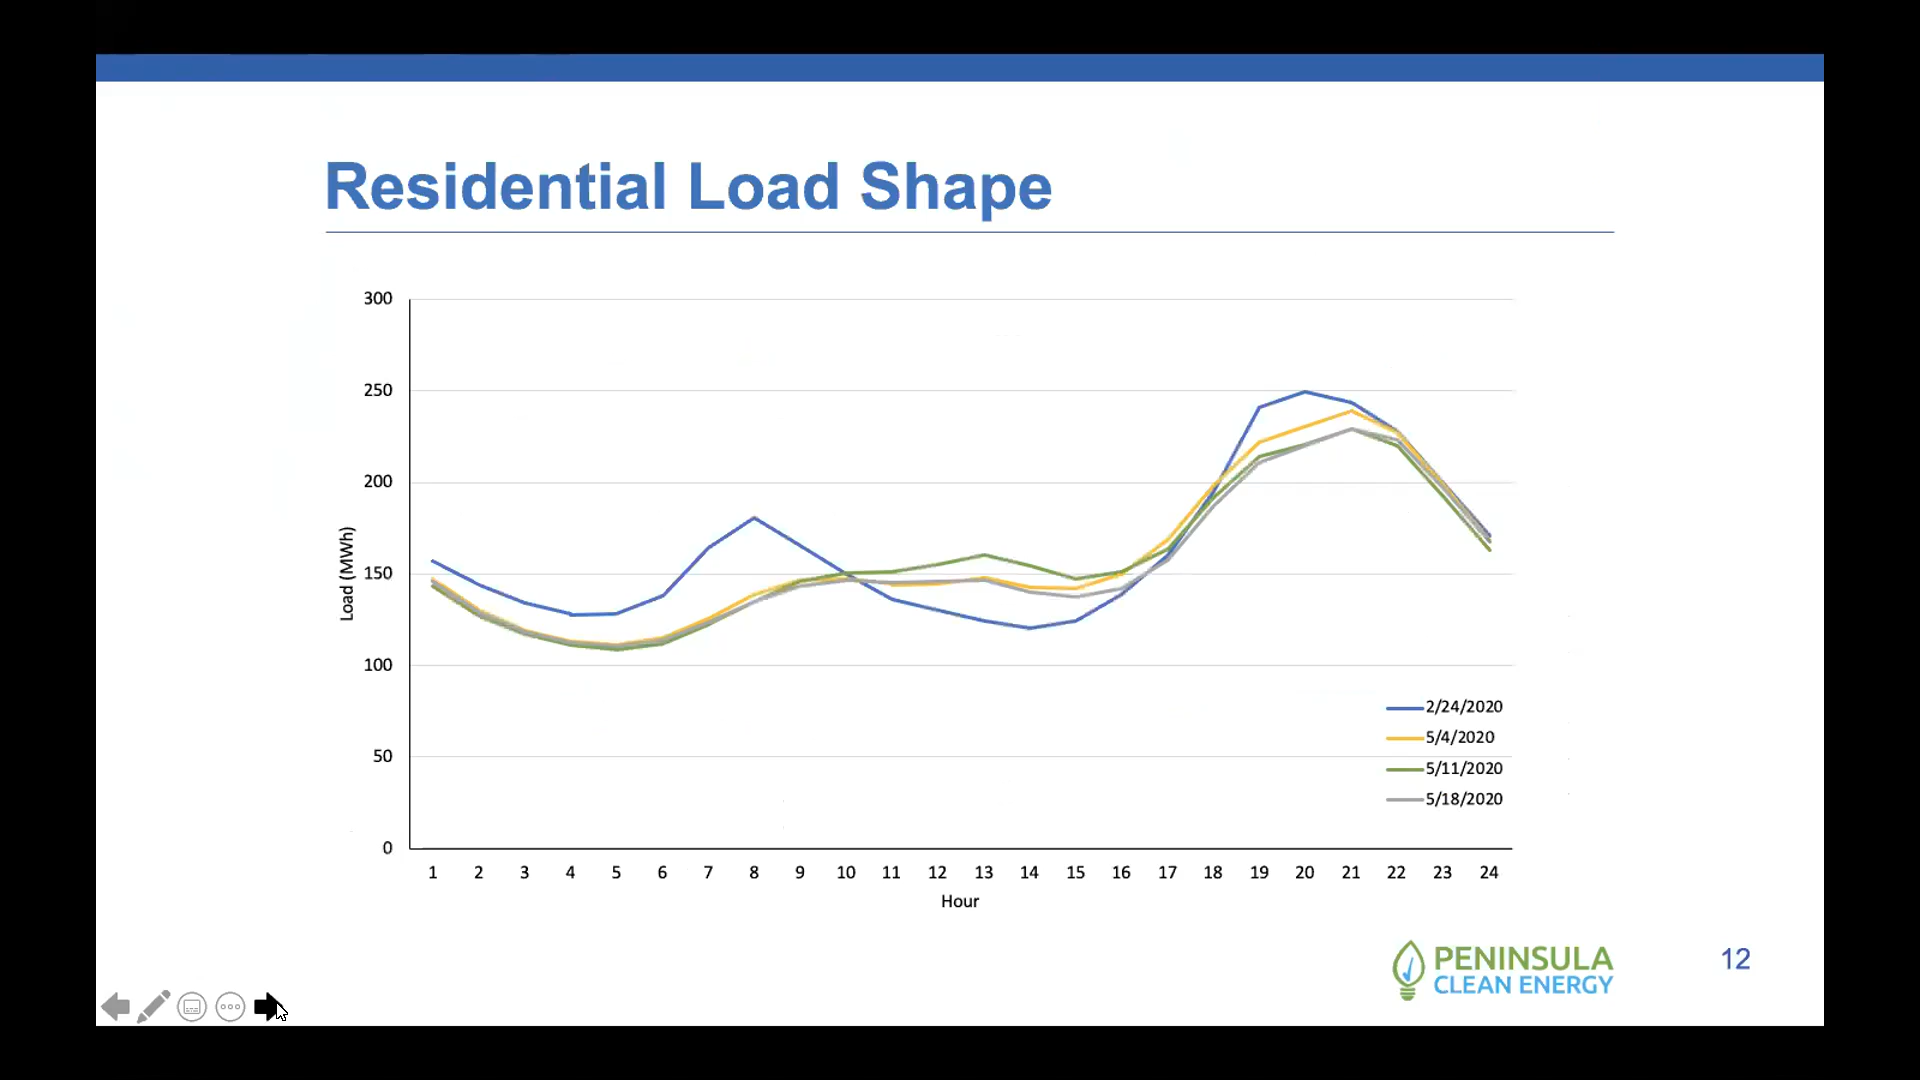 Residential Load Shape
300
250
200
150
100
50
0
Load (MWh)
1 2 3 4 5 6 7 8 9 10 11 12 13 14 15 16 17 18 19 20 21 22 23 24
Hour
2/24/2020
5/4/2020
5/11/2020
5/18/2020
PENINSULA
CLEAN ENERGY
12